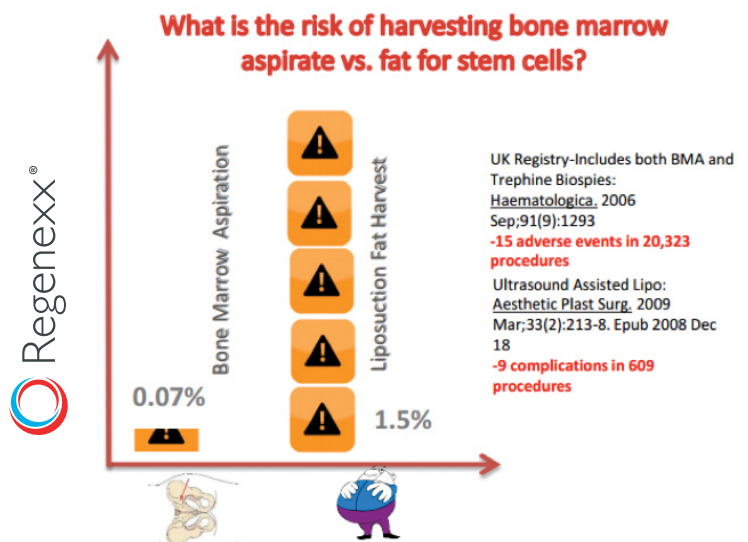 What is the risk of harvesting bone marrow
aspirate vs. fat for stem cells?
Regenexx®
Bone Marrow Aspiration
Liposuction Fat Harvest
0.07%
1.5%
UK Registry-Includes both BMA and
Trephine Biospies:
Haematologica. 2006
Sep;91(9):1293
-15 adverse events in 20,323
procedures
Ultrasound Assisted Lipo:
Aesthetic Plast Surg. 2009
Mar;33(2):213-8. Epub 2008 Dec
18
-9 complications in 609
procedures